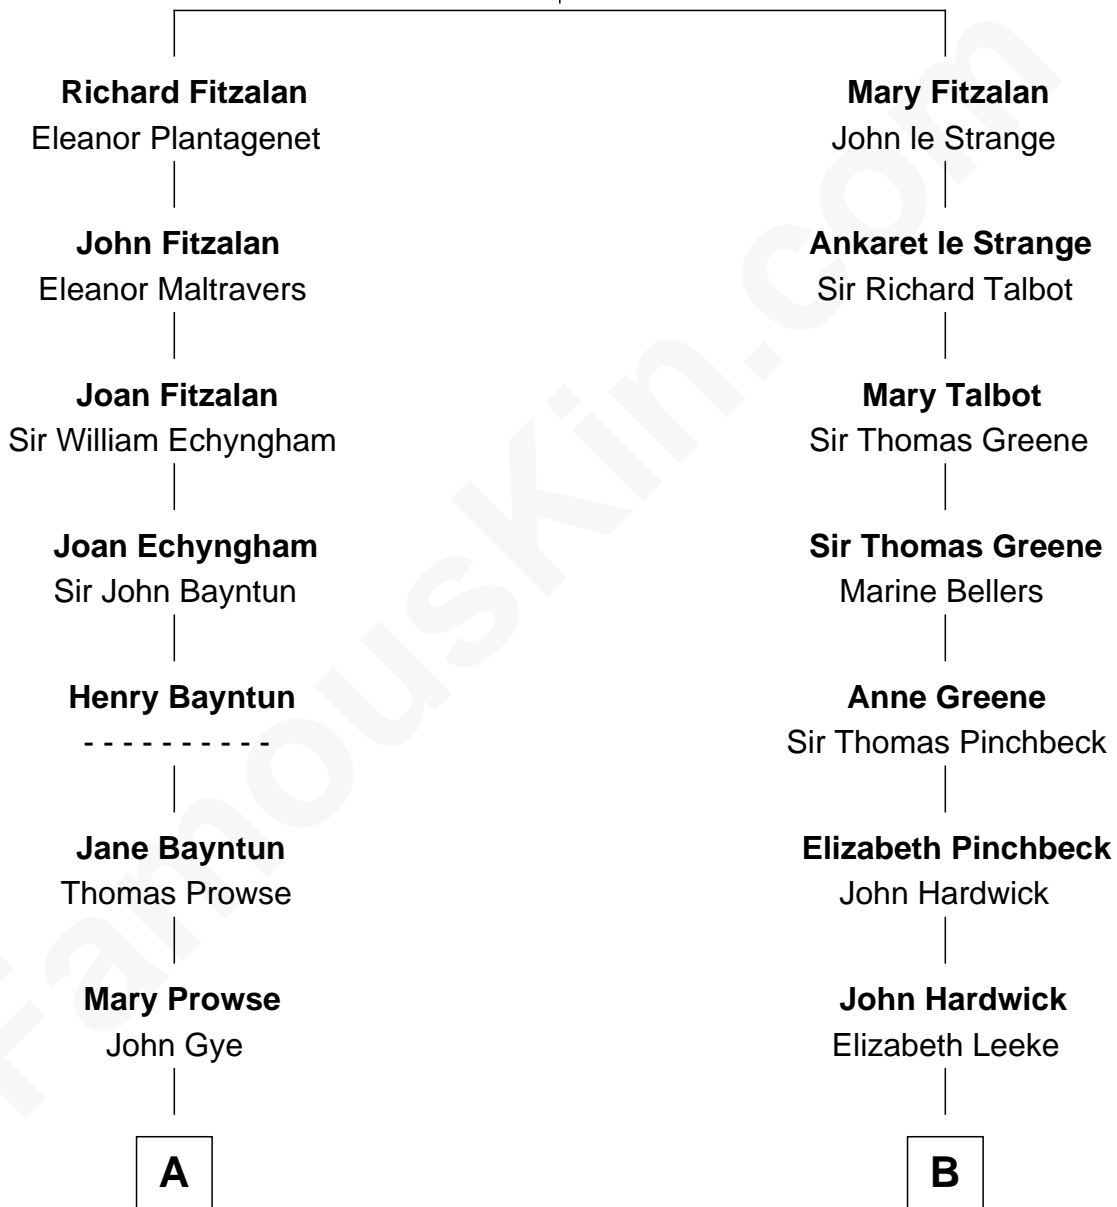 Richard Fitzalan
Eleanor Plantagenet
John Fitzalan
Eleanor Maltravers
Joan Fitzalan
Sir William Echyngham
Joan Echyngham
Sir John Bayntun
Henry Bayntun
- - - - - - - - - -
Jane Bayntun
Thomas Prowse
Mary Prowse
John Gye
A
Mary Fitzalan
John le Strange
Ankaret le Strange
Sir Richard Talbot
Mary Talbot
Sir Thomas Greene
Sir Thomas Greene
Marine Bellers
Anne Greene
Sir Thomas Pinchbeck
Elizabeth Pinchbeck
John Hardwick
John Hardwick
Elizabeth Leeke
B
FamousKin.com